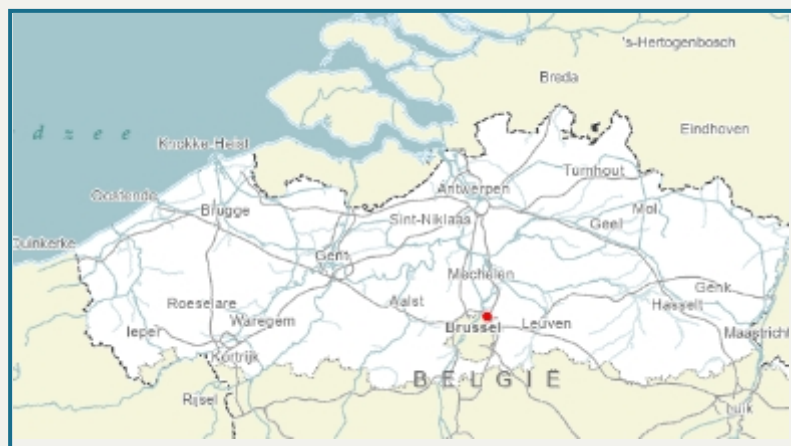 's-Hertogenbosch
Breda
d z e e
Eindhoven
Knokke-Heist
Turnhout
Oostende
Antwerpen
Mol
Brugge
Sint-Niklaas
Geel
Duinkerke
Gent
Mechelen
Genk
Roeselare
Aalst
Hasselt
Waregem
Brussel
Leuven
Ieper
Maastricht
Kortrijk
BELGIË
Rijsel
Luik